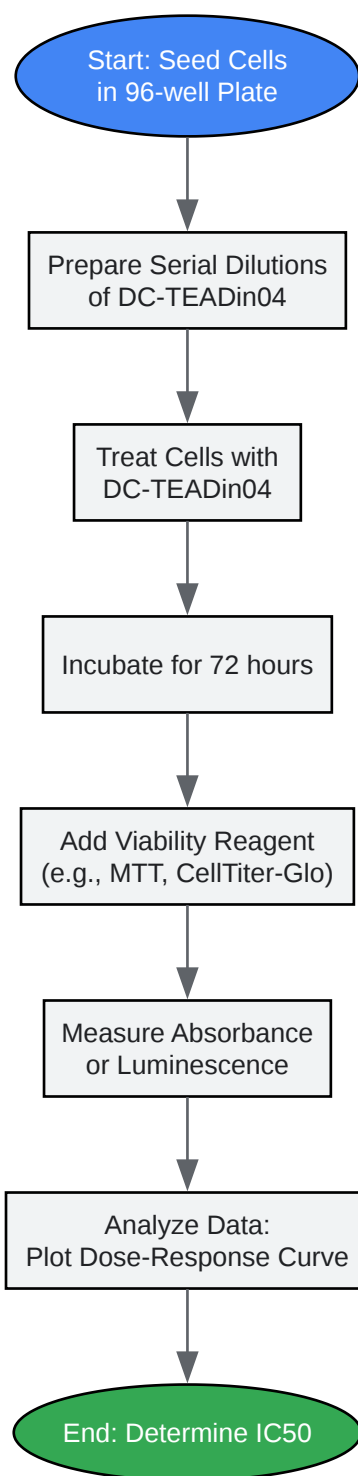 Start: Seed Cells
in 96-well Plate
Prepare Serial Dilutions
of DC-TEADin04
Treat Cells with
DC-TEADin04
Incubate for 72 hours
Add Viability Reagent
(e.g., MTT, CellTiter-Glo)
Measure Absorbance
or Luminescence
Analyze Data:
Plot Dose-Response Curve
End: Determine IC50